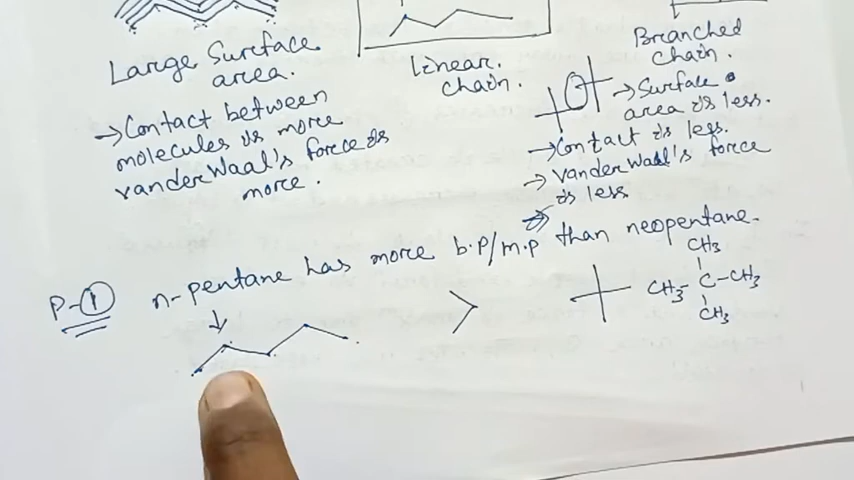 Large Surface
area.
→ Contact between
molecules is more
vanderWaal's force is
more.
Linear.
chain.
Branched
chain.
→ Surface
area is less.
→ Contact is less.
→ vanderWaal's force
is less
P-1 n-pentane has more b.p/m.p than neopentane.
CH3
>
CH3-C-CH3
CH3